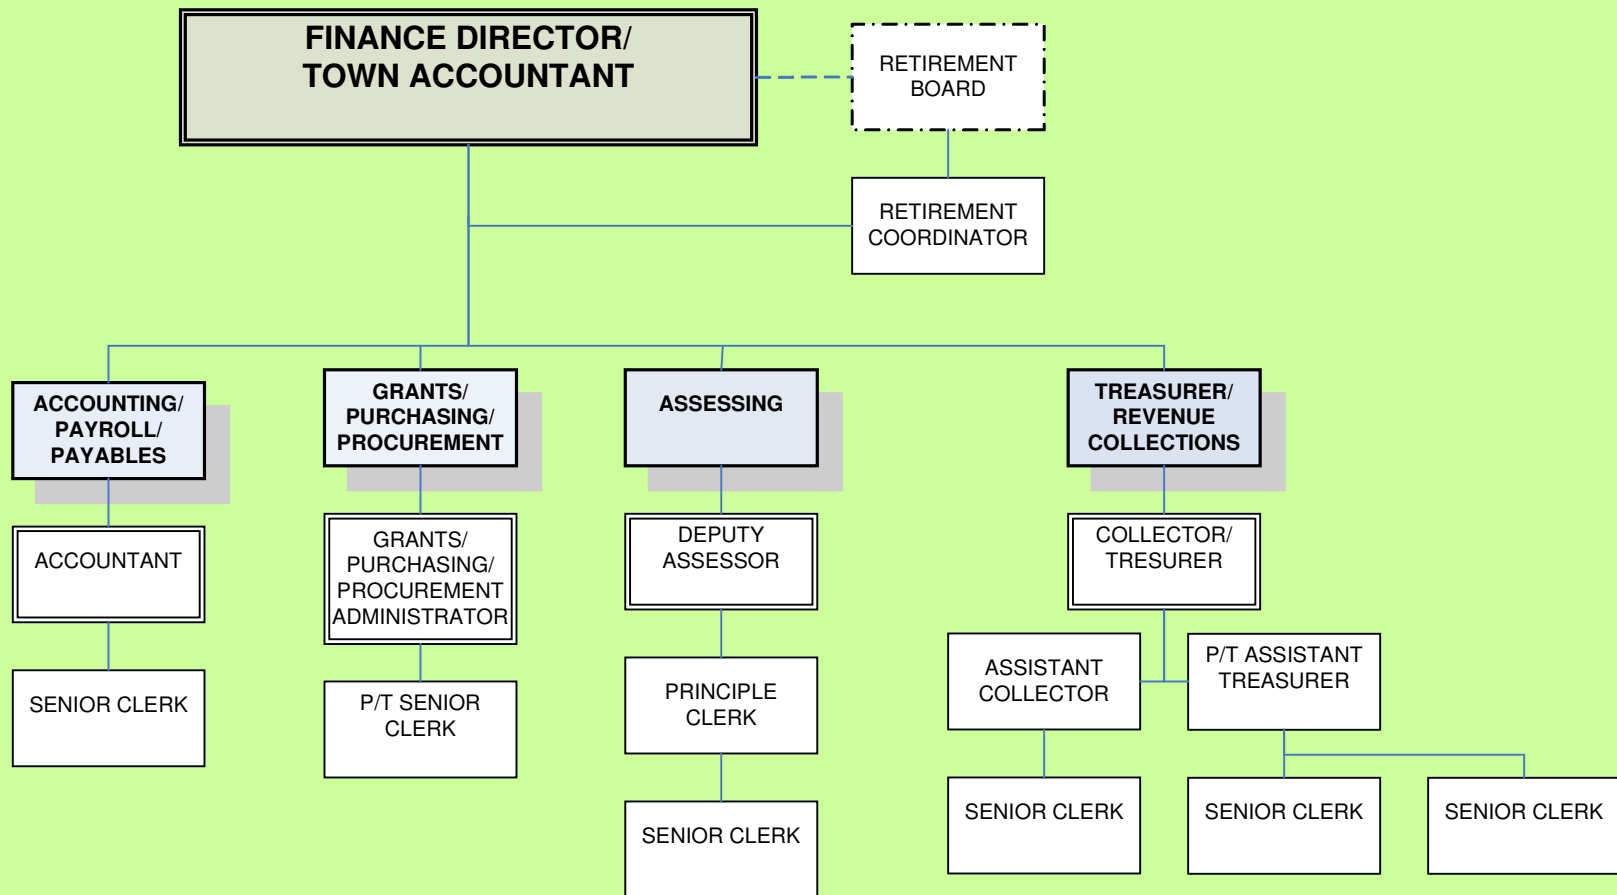 FINANCE DIRECTOR/
TOWN ACCOUNTANT
RETIREMENT
BOARD
RETIREMENT
COORDINATOR
ACCOUNTING/
PAYROLL/
PAYABLES
GRANTS/
PURCHASING/
PROCUREMENT
ASSESSING
TREASURER/
REVENUE
COLLECTIONS
ACCOUNTANT
GRANTS/
PURCHASING/
PROCUREMENT
ADMINISTRATOR
DEPUTY
ASSESSOR
COLLECTOR/
TRESURER
SENIOR CLERK
P/T SENIOR
CLERK
PRINCIPLE
CLERK
ASSISTANT
COLLECTOR
P/T ASSISTANT
TREASURER
SENIOR CLERK
SENIOR CLERK
SENIOR CLERK
SENIOR CLERK